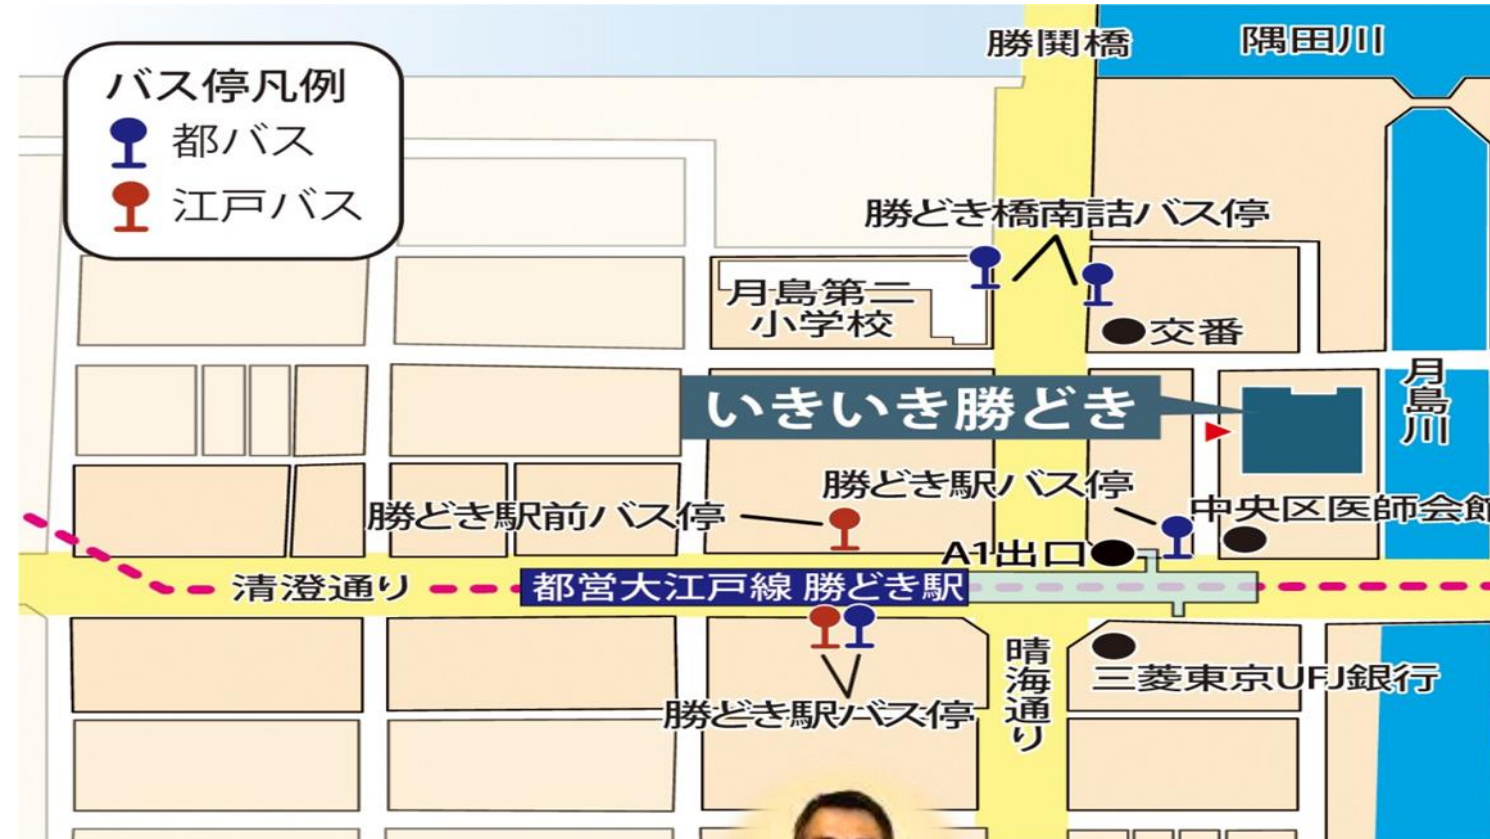 勝鬨橋
隅田川
バス停凡例
都バス
江戸バス
勝どき橋南詰バス停
月島第二
小学校
交番
いきいき勝どき
月島川
勝どき駅バス停
勝どき駅前バス停
中央区医師会館
A1出口
清澄通り
都営大江戸線 勝どき駅
晴海通り
三菱東京UFJ銀行
勝どき駅バス停